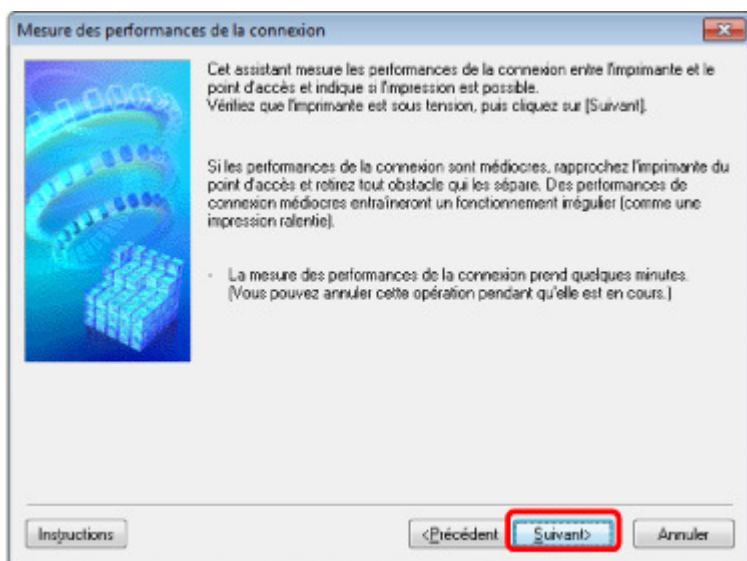 Mesure des performances de la connexion
Cet assistant mesure les performances de la connexion entre l'imprimante et le
point d'accès et indique si l'impression est possible.
Vérifiez que l'imprimante est sous tension, puis cliquez sur [Suivant].
Si les performances de la connexion sont médiocres, rapprochez l'imprimante du
point d'accès et retirez tout obstacle qui les sépare. Des performances de
connexion médiocres entraîneront un fonctionnement irrégulier (comme une
impression ralentie).
- La mesure des performances de la connexion prend quelques minutes.
(Vous pouvez annuler cette opération pendant qu'elle est en cours.)
Instructions
<Précédent
Suivant>
Annuler